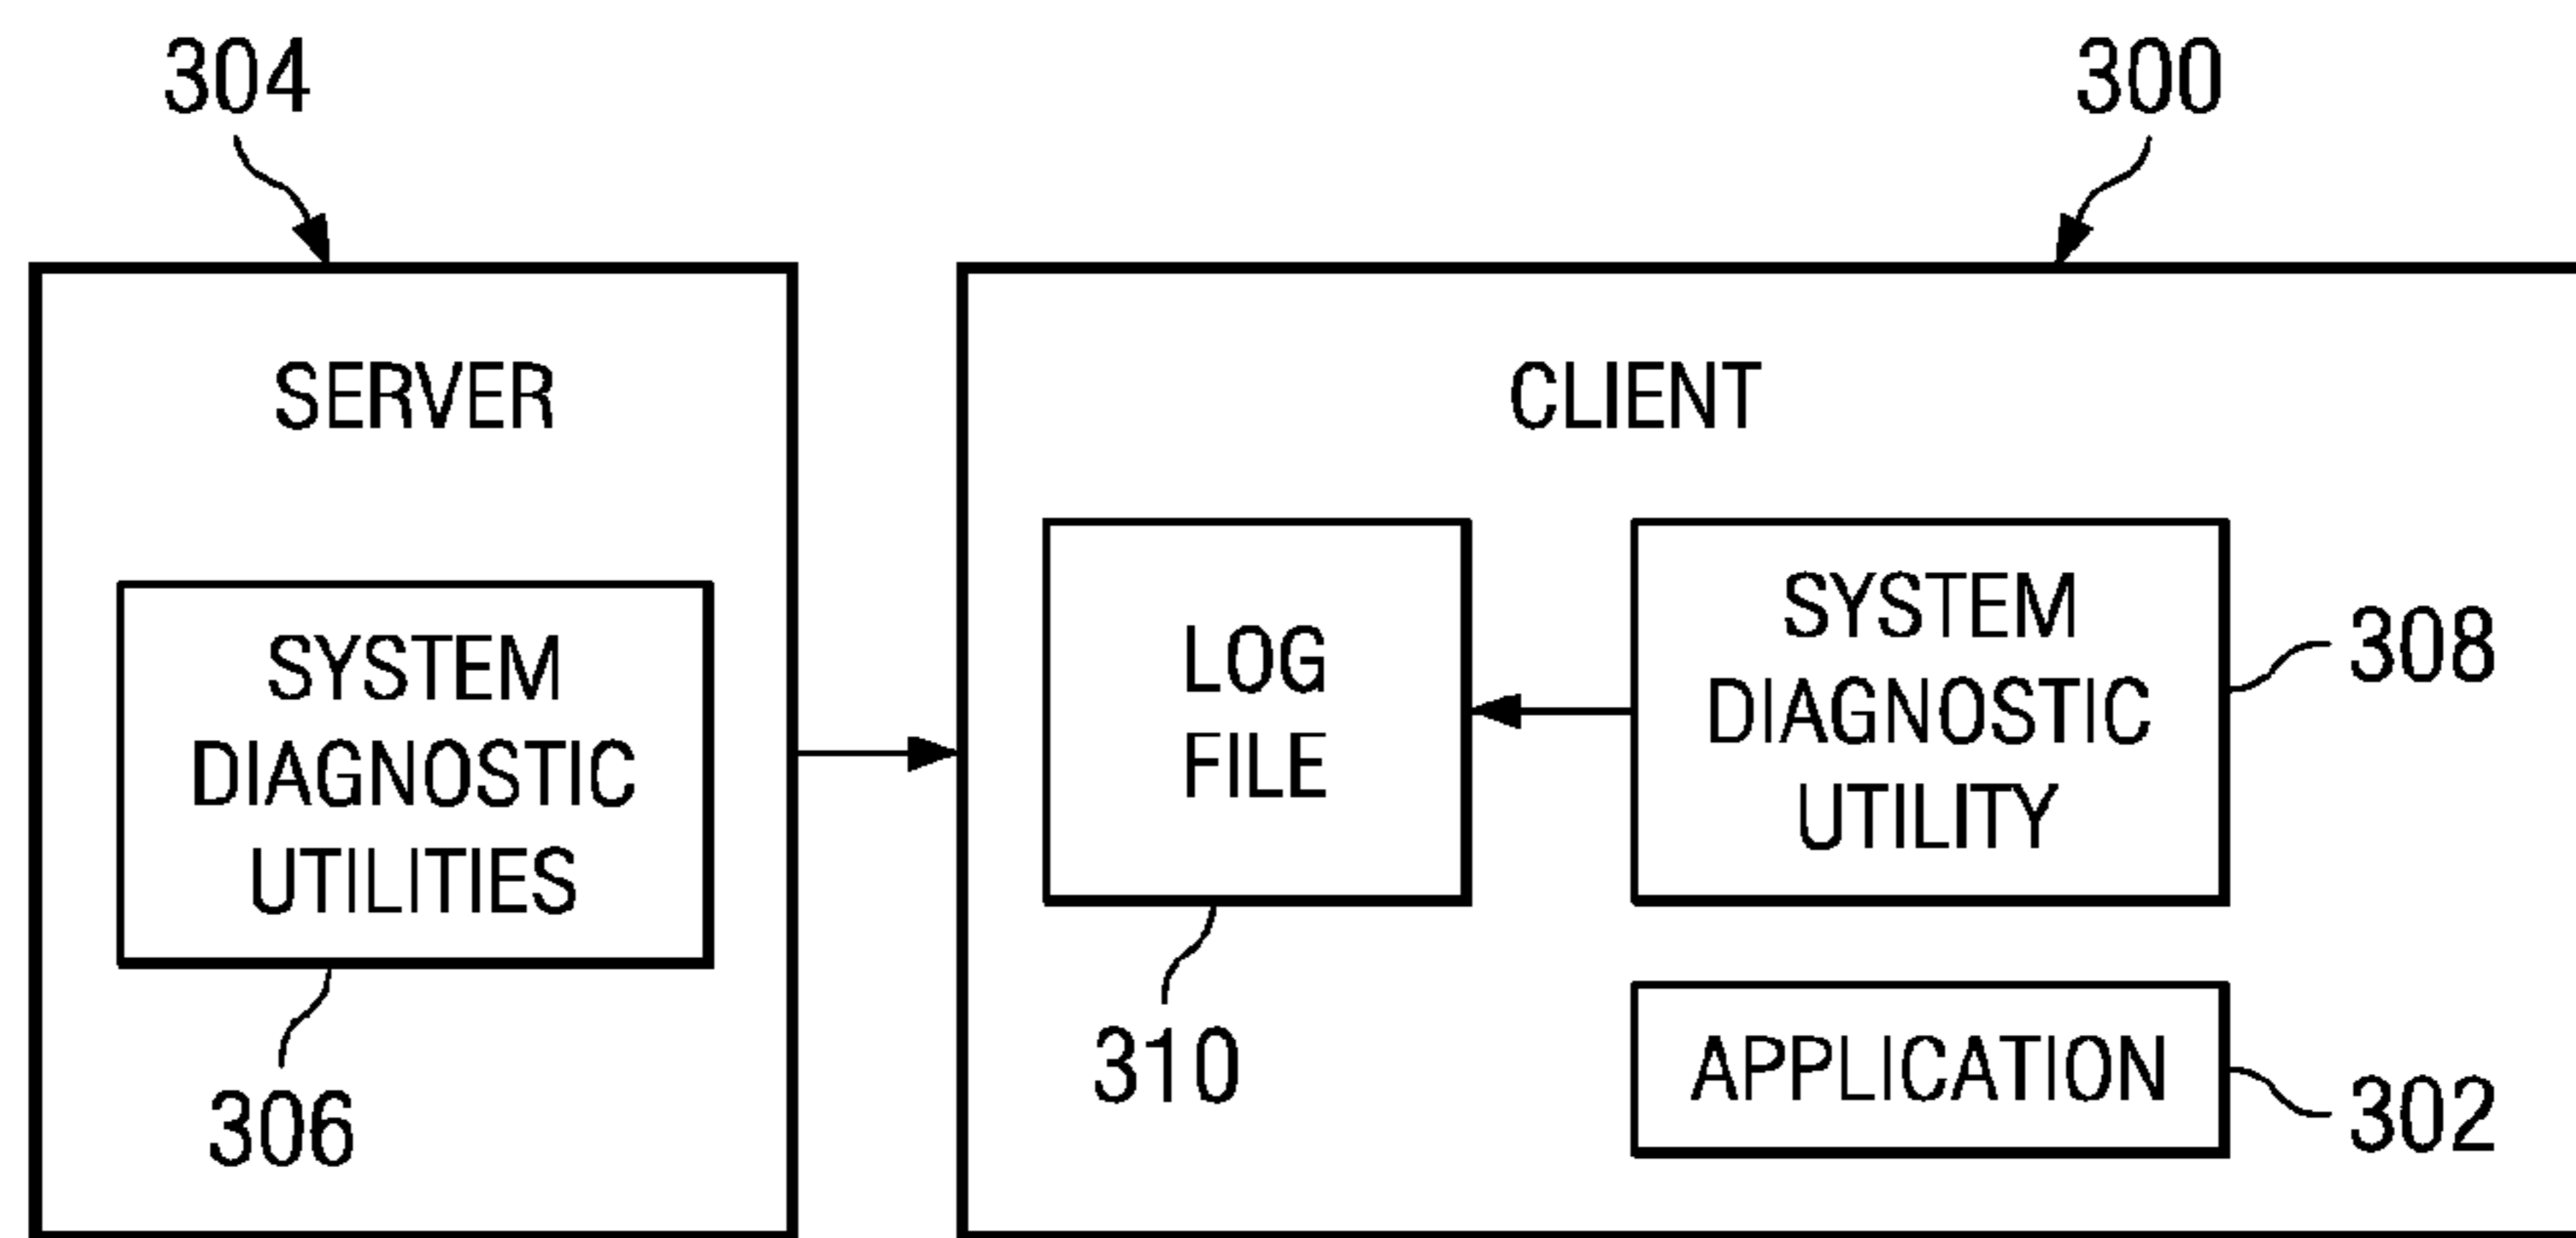 304
300
SERVER
CLIENT
SYSTEM
DIAGNOSTIC
UTILITIES
306
LOG
FILE
310
SYSTEM
DIAGNOSTIC
UTILITY
308
APPLICATION
302